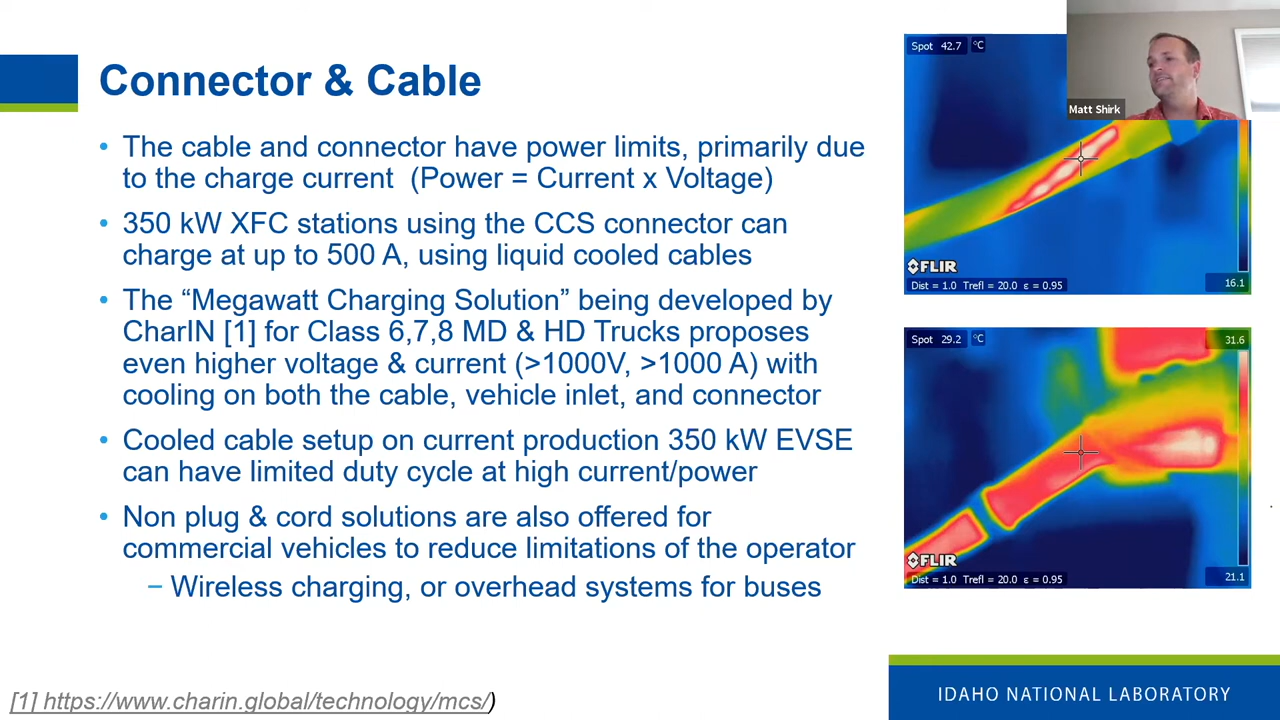 Connector & Cable
• The cable and connector have power limits, primarily due
to the charge current (Power = Current x Voltage)
• 350 kW XFC stations using the CCS connector can
charge at up to 500 A, using liquid cooled cables
• The “Megawatt Charging Solution” being developed by
CharIN [1] for Class 6,7,8 MD & HD Trucks proposes
even higher voltage & current (>1000V, >1000 A) with
cooling on both the cable, vehicle inlet, and connector
• Cooled cable setup on current production 350 kW EVSE
can have limited duty cycle at high current/power
• Non plug & cord solutions are also offered for
commercial vehicles to reduce limitations of the operator
– Wireless charging, or overhead systems for buses
[1] https://www.charin.global/technology/mcs/)
Spot 42.7 °C
Matt Shirk
FLIR
Dist = 1.0 Trefl = 20.0 ε = 0.95
16.1
Spot 29.2 °C
31.6
FLIR
Dist = 1.0 Trefl = 20.0 ε = 0.95
21.1
IDAHO NATIONAL LABORATORY